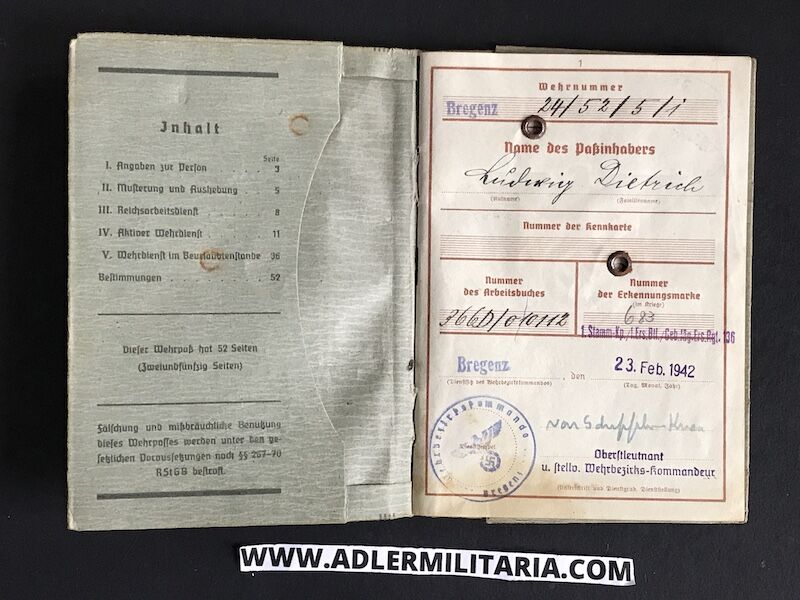 Inhalt
Seite
I. Angaben zur Person . 3
II. Musterung und Aushebung . 5
III. Reichsarbeitsdienst . 8
IV. Aktiver Wehrdienst . 11
V. Wehrdienst im Beurlaubtenstande 36
Bestimmungen . . . . 52
Dieser Wehrpaß hat 52 Seiten
(Zweiundfünfzig Seiten)
Fälschung und mißbräuchliche Benutzung
dieses Wehrpasses werden unter den ge-
setzlichen Voraussetzungen nach §§ 267-70
RStGB bestraft.
1
Wehrnummer
Bregenz 24/52/5/1
Name des Paßinhabers
Ludwig Dietrich
(Rufname) (Familienname)
Nummer der Kennkarte
Nummer
des Arbeitsbuches
Nummer
der Erkennungsmarke
(im Kriege)
683
1. Stamm-Kp./I.Ers.Btl./Geb.Jäg.Ers.Rgt. 136
Bregenz, den 23. Feb. 1942
(Dienstsitz des Wehrbezirkskommandos) (Tag, Monat, Jahr)
Oberstleutnant
u. stellv. Wehrbezirks-Kommandeur
(Unterschrift und Dienstgrad, Dienststellung)
Wehrbezirkskommando
Bregenz
WWW.ADLERMILITARIA.COM